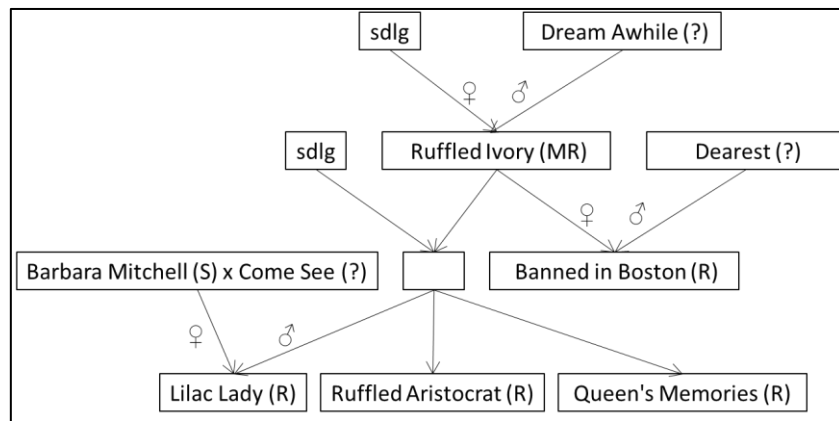 sdlg
Dream Awhile (?)
♀ ♂
sdlg
Ruffled Ivory (MR)
Dearest (?)
♀ ♂
Barbara Mitchell (S) x Come See (?)
Banned in Boston (R)
♀ ♂
Lilac Lady (R)
Ruffled Aristocrat (R)
Queen's Memories (R)